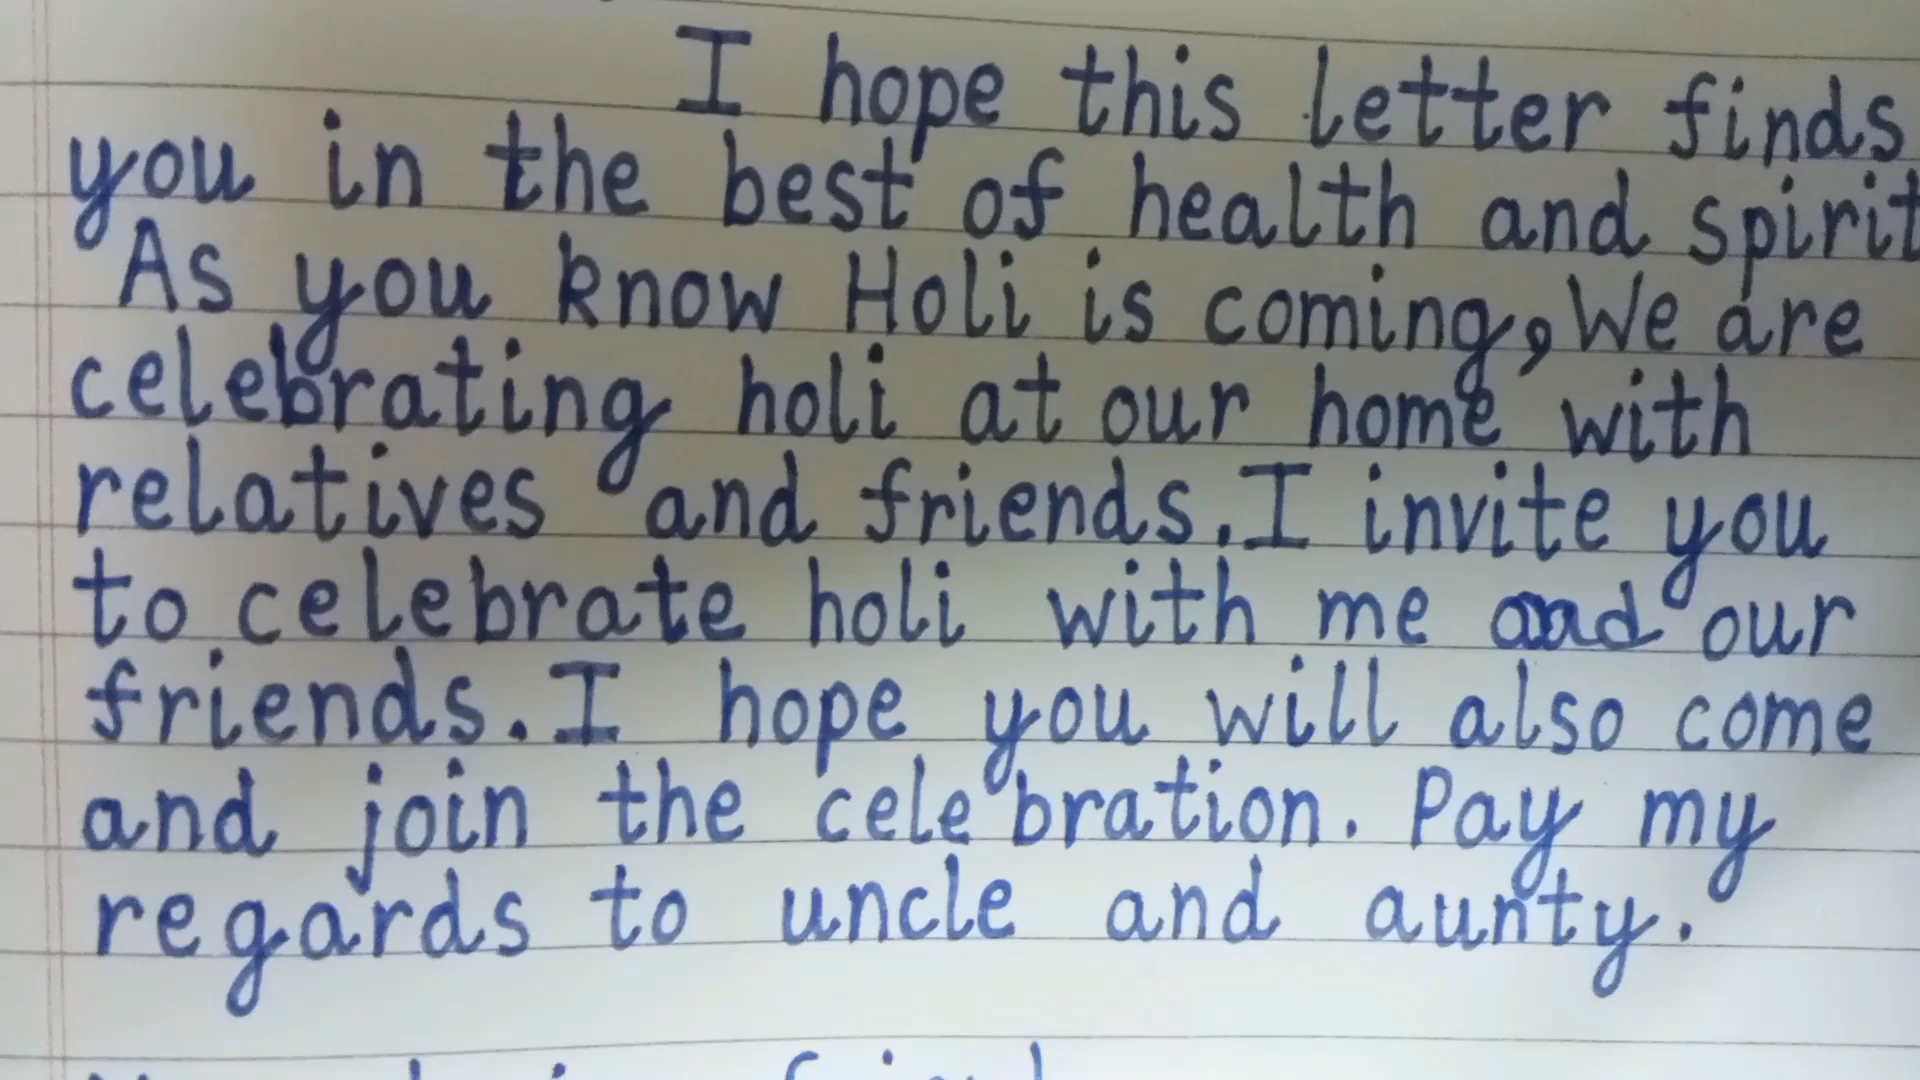 I hope this letter finds
you in the best of health and spirit
As you know Holi is coming, We are
celebrating holi at our home with
relatives and friends. I invite you
to celebrate holi with me and our
friends. I hope you will also come
and join the celebration. Pay my
regards to uncle and aunty.